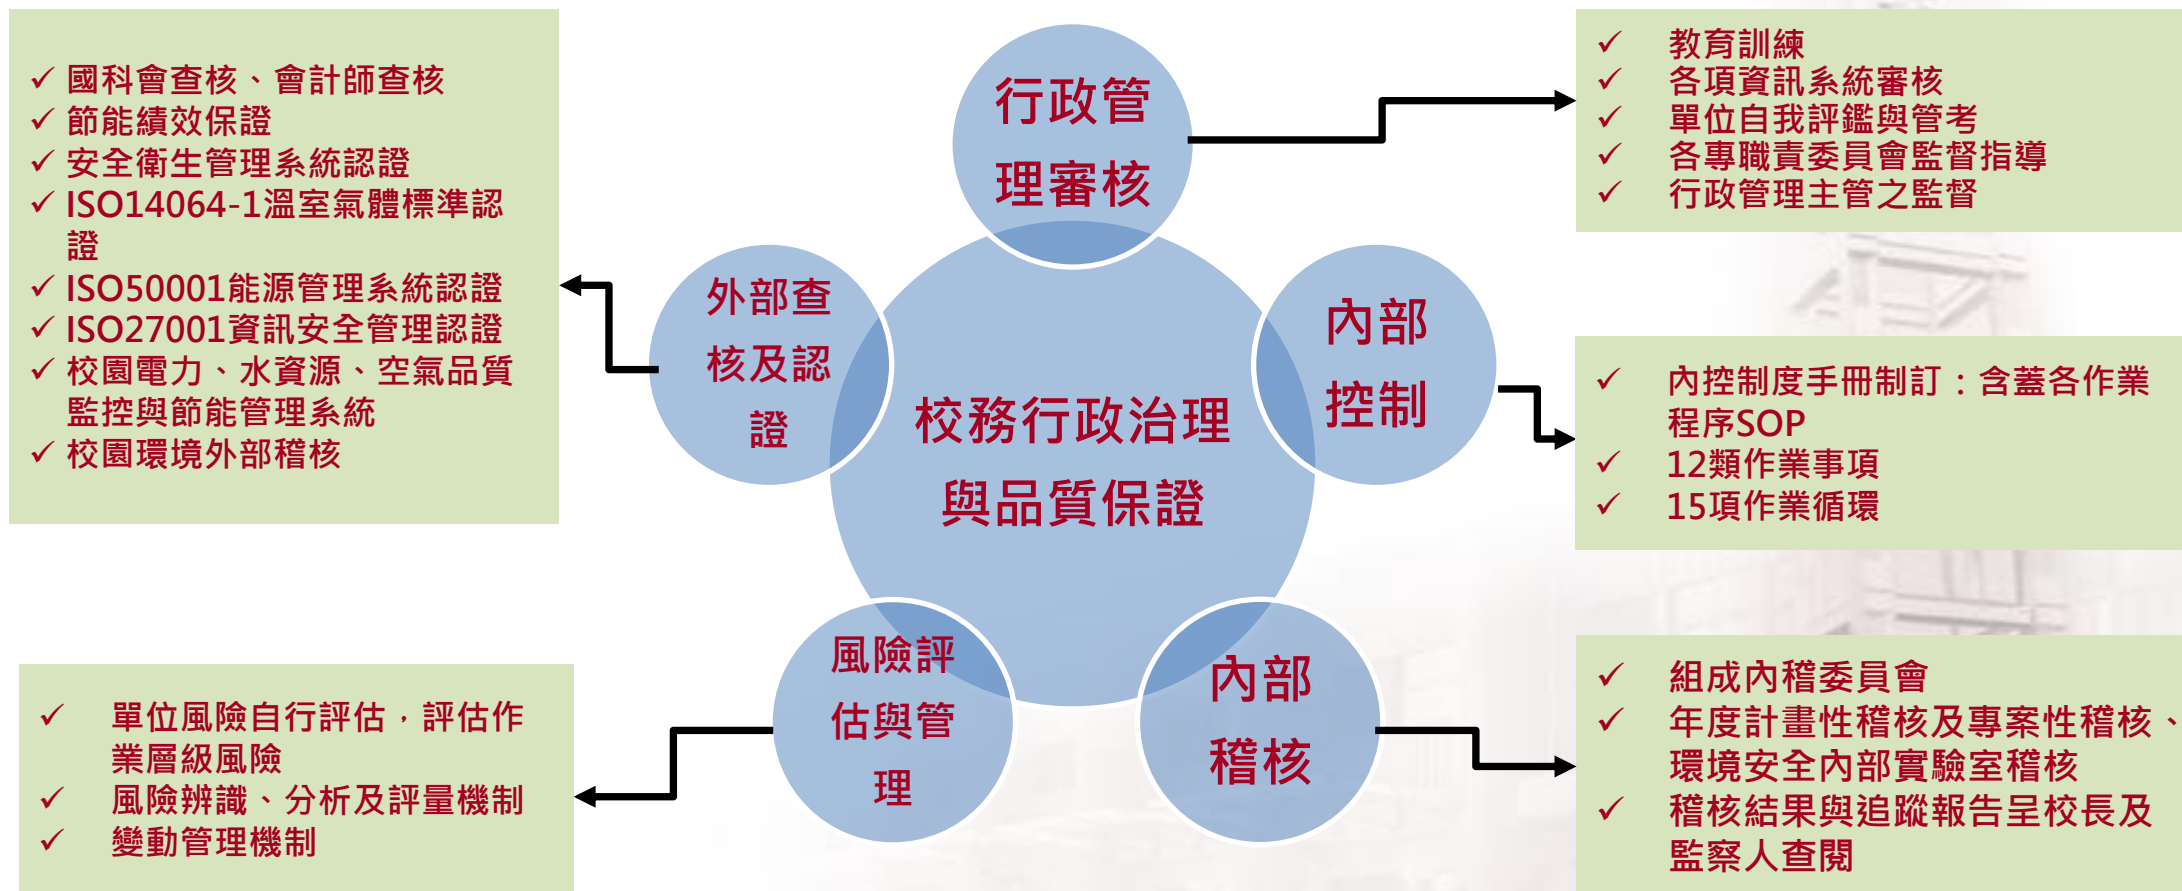 國科會查核、會計師查核
節能績效保證
安全衛生管理系統認證
ISO14064-1溫室氣體標準認
證
ISO50001能源管理系統認證
ISO27001資訊安全管理認證
校園電力、水資源、空氣品質
監控與節能管理系統
校園環境外部稽核
行政管
理審核
教育訓練
各項資訊系統審核
單位自我評鑑與管考
各專職責委員會監督指導
行政管理主管之監督
外部查
核及認
證
內部
控制
校務行政治理
與品質保證
內控制度手冊制訂：含蓋各作業
程序SOP
12類作業事項
15項作業循環
風險評
估與管
理
內部
稽核
單位風險自行評估，評估作
業層級風險
風險辨識、分析及評量機制
變動管理機制
組成內稽委員會
年度計畫性稽核及專案性稽核、
環境安全內部實驗室稽核
稽核結果與追蹤報告呈校長及
監察人查閱